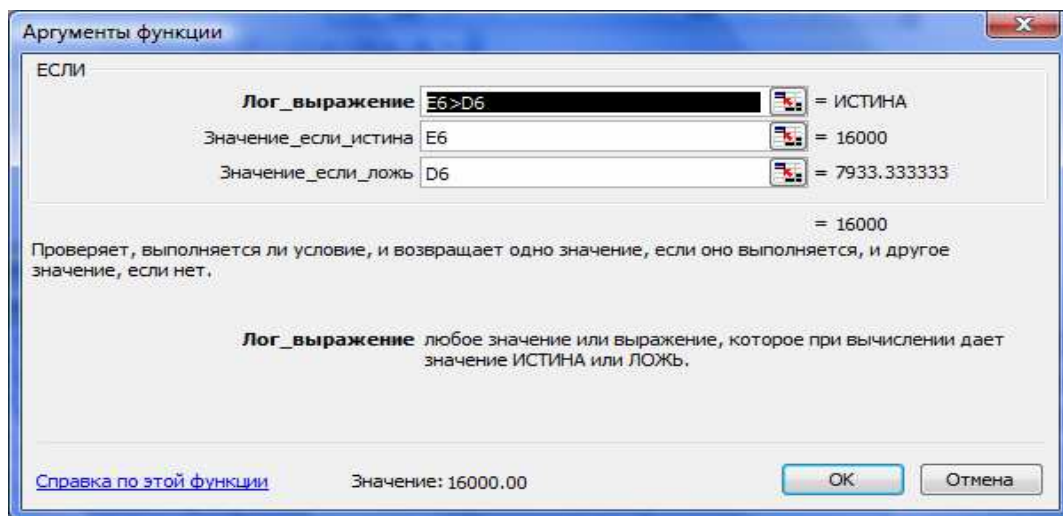 Аргументы функции
ЕСЛИ
Лог_выражение E6>D6 = ИСТИНА
Значение_если_истина E6 = 16000
Значение_если_ложь D6 = 7933.333333
= 16000
Проверяет, выполняется ли условие, и возвращает одно значение, если оно выполняется, и другое
значение, если нет.
Лог_выражение любое значение или выражение, которое при вычислении дает
значение ИСТИНА или ЛОЖЬ.
Справка по этой функции Значение: 16000.00 ОК Отмена